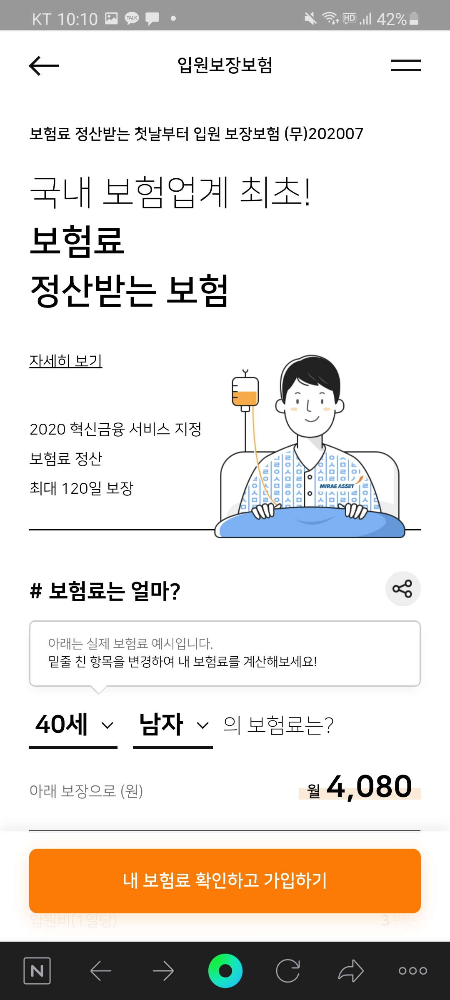 KT 10:10 TALK HD 42%
입원보장보험
보험료 정산받는 첫날부터 입원 보장보험 (무)202007
국내 보험업계 최초!
보험료
정산받는 보험
자세히 보기
2020 혁신금융 서비스 지정
보험료 정산
최대 120일 보장
MIRAE ASSET
# 보험료는 얼마?
아래는 실제 보험료 예시입니다.
밑줄 친 항목을 변경하여 내 보험료를 계산해보세요!
40세 남자 의 보험료는?
아래 보장으로 (원) 월 4,080
내 보험료 확인하고 가입하기
입원비(1일당) 3 만원
N